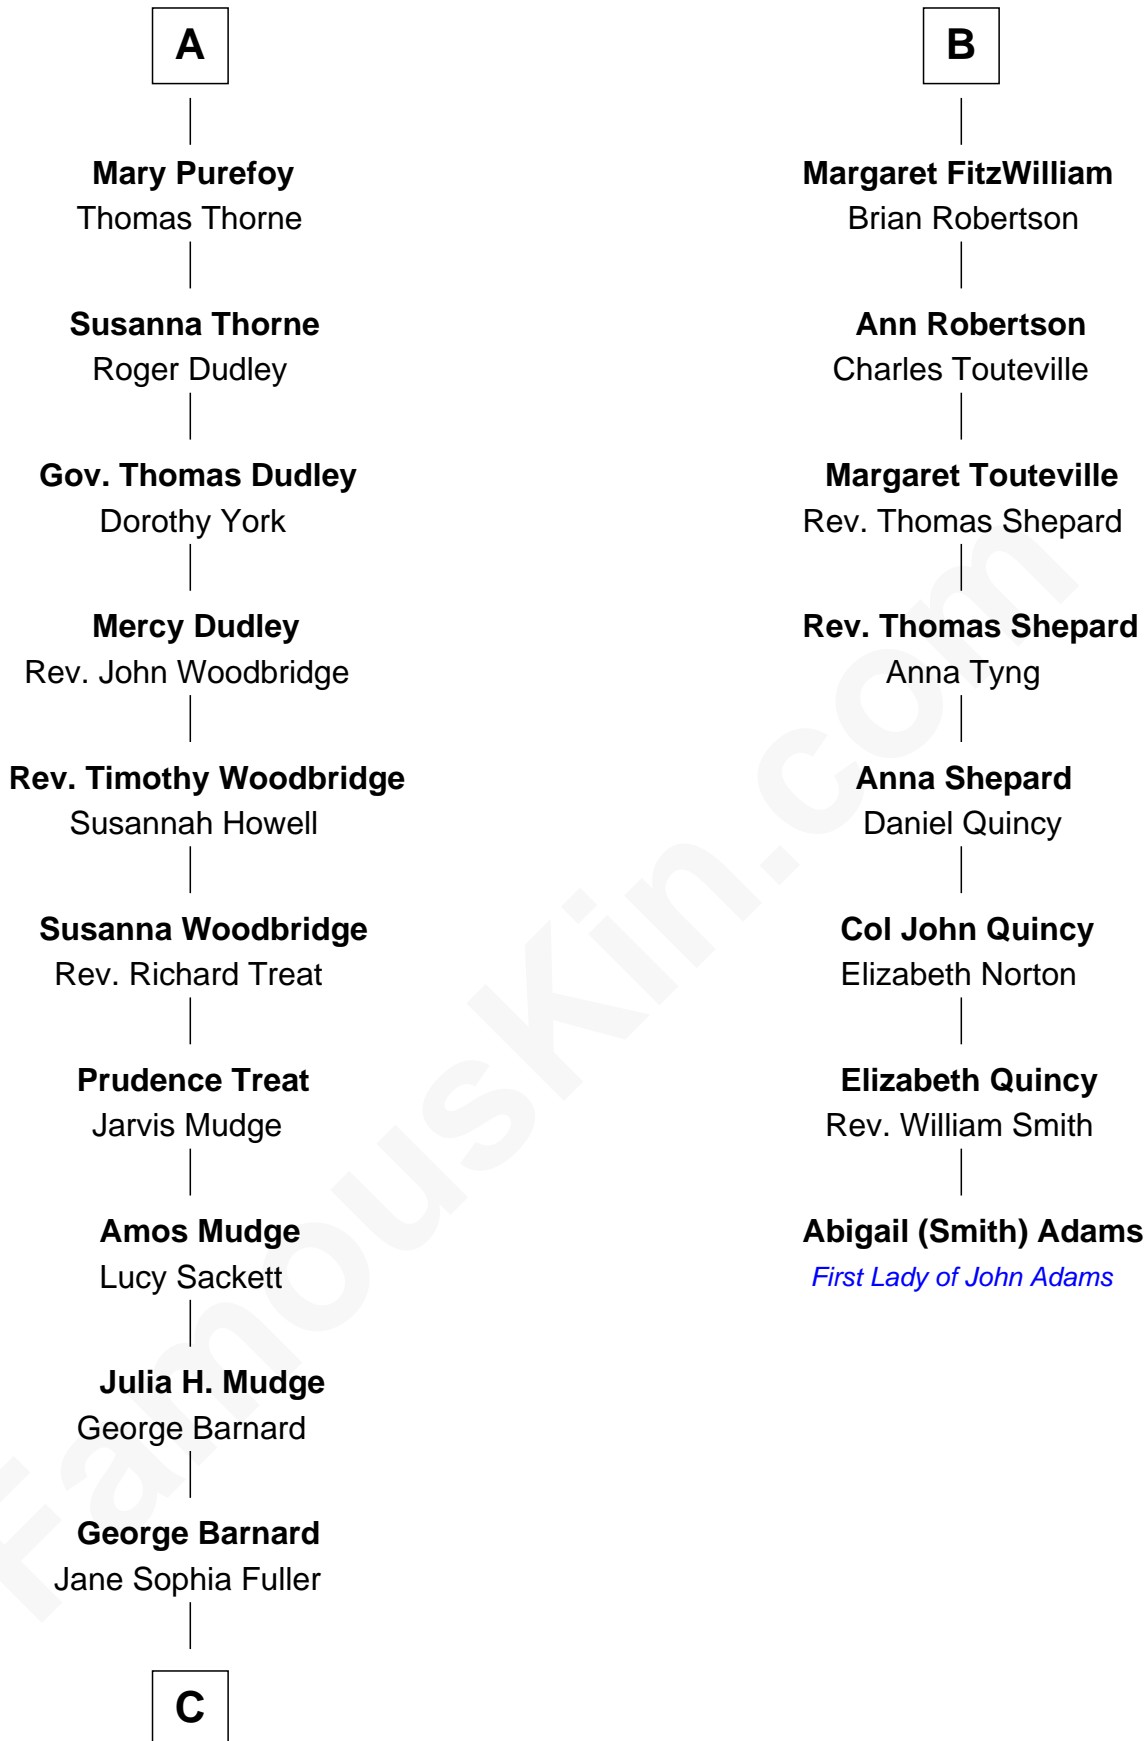 A
Mary Purefoy
Thomas Thorne
Susanna Thorne
Roger Dudley
Gov. Thomas Dudley
Dorothy York
Mercy Dudley
Rev. John Woodbridge
Rev. Timothy Woodbridge
Susannah Howell
Susanna Woodbridge
Rev. Richard Treat
Prudence Treat
Jarvis Mudge
Amos Mudge
Lucy Sackett
Julia H. Mudge
George Barnard
George Barnard
Jane Sophia Fuller
C
B
Margaret FitzWilliam
Brian Robertson
Ann Robertson
Charles Touteville
Margaret Touteville
Rev. Thomas Shepard
Rev. Thomas Shepard
Anna Tyng
Anna Shepard
Daniel Quincy
Col John Quincy
Elizabeth Norton
Elizabeth Quincy
Rev. William Smith
Abigail (Smith) Adams
First Lady of John Adams
FamousKin.com